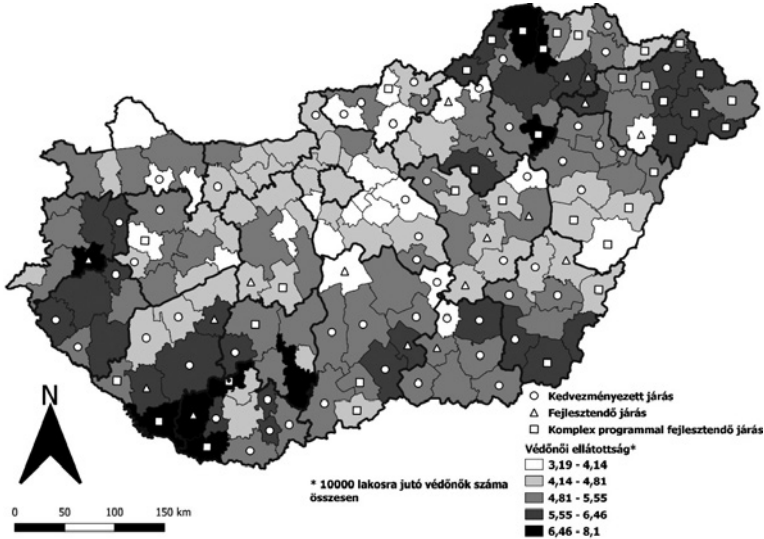 N
0 50 100 150 km
* 10000 lakosra jutó védőnők száma
összesen
Kedvezményezett járás
Fejlesztendő járás
Komplex programmal fejlesztendő járás
Védőnői ellátottság*
3,19 - 4,14
4,14 - 4,81
4,81 - 5,55
5,55 - 6,46
6,46 - 8,1